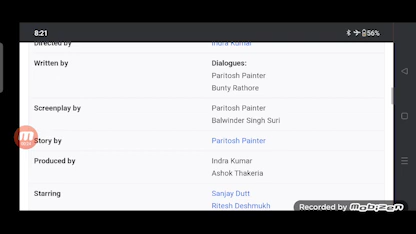 8:21
56%
Directed by
Indra Kumar
Written by
Dialogues:
Paritosh Painter
Bunty Rathore
Screenplay by
Paritosh Painter
Balwinder Singh Suri
Story by
Paritosh Painter
Produced by
Indra Kumar
Ashok Thakeria
Starring
Sanjay Dutt
Ritesh Deshmukh
Recorded by Mobizen